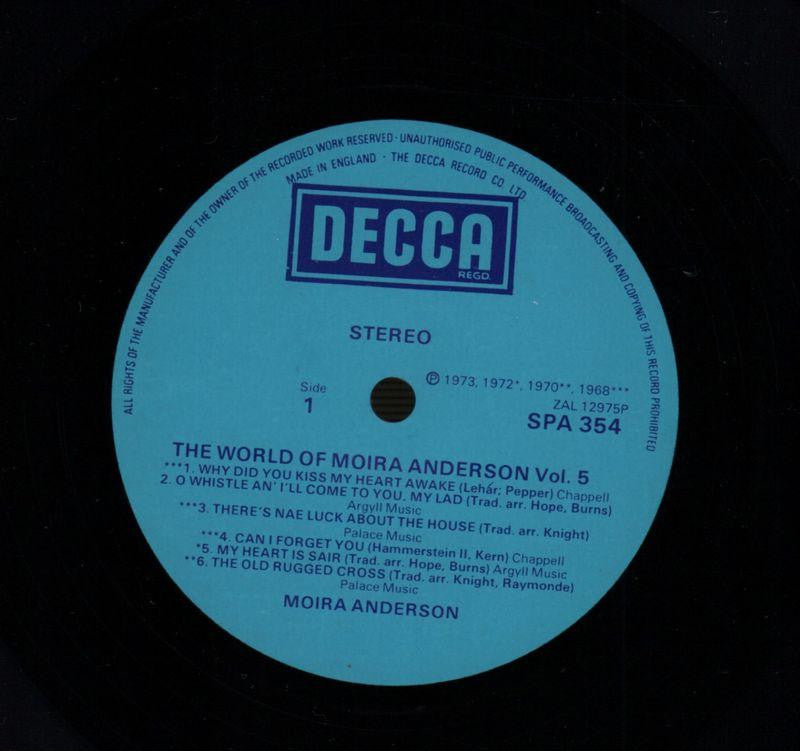 ALL RIGHTS OF THE MANUFACTURER AND OF THE OWNER OF THE RECORDED WORK RESERVED · UNAUTHORISED PUBLIC PERFORMANCE BROADCASTING AND COPYING OF THIS RECORD PROHIBITED
MADE IN ENGLAND · THE DECCA RECORD CO LTD
DECCA
REGD.
STEREO
Side
1
Ⓟ 1973, 1972*, 1970**, 1968***
ZAL 12975P
SPA 354
THE WORLD OF MOIRA ANDERSON Vol. 5
***1. WHY DID YOU KISS MY HEART AWAKE (Lehár; Pepper) Chappell
2. O WHISTLE AN' I'LL COME TO YOU. MY LAD (Trad. arr. Hope, Burns)
Argyll Music
***3. THERE'S NAE LUCK ABOUT THE HOUSE (Trad. arr. Knight)
Palace Music
***4. CAN I FORGET YOU (Hammerstein II, Kern) Chappell
*5. MY HEART IS SAIR (Trad. arr. Hope, Burns) Argyll Music
**6. THE OLD RUGGED CROSS (Trad. arr. Knight, Raymonde)
Palace Music
MOIRA ANDERSON